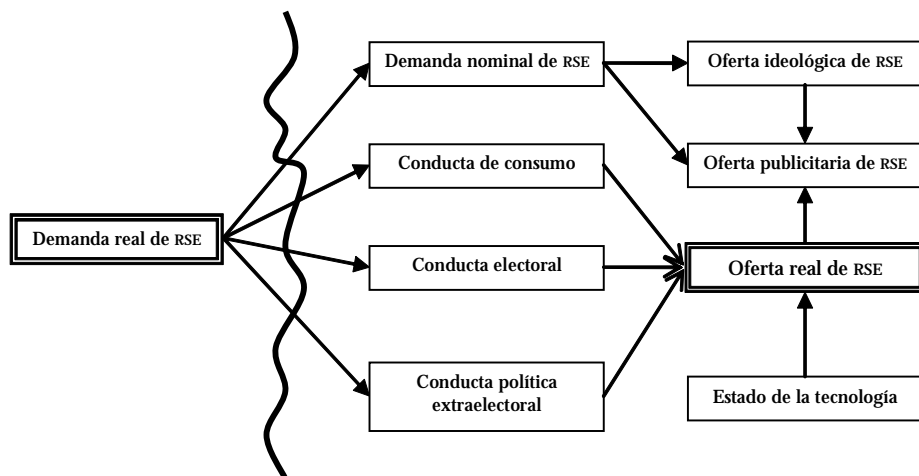 Demanda nominal de RSE
Oferta ideológica de RSE
Conducta de consumo
Oferta publicitaria de RSE
Demanda real de RSE
Conducta electoral
Oferta real de RSE
Conducta política
extraelectoral
Estado de la tecnología